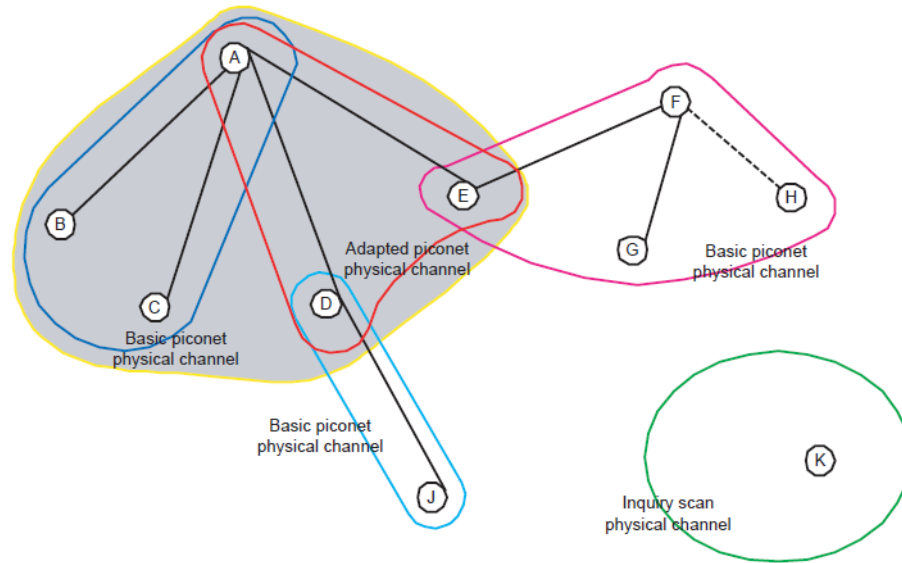 A
F
B
E
H
G
Adapted piconet
physical channel
Basic piconet
physical channel
C
D
Basic piconet
physical channel
Basic piconet
physical channel
J
K
Inquiry scan
physical channel